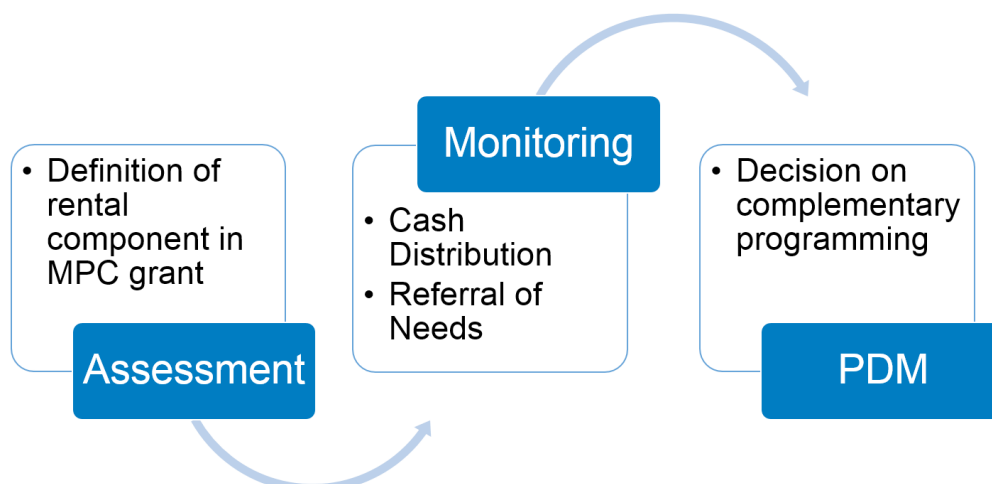 • Definition of
rental
component in
MPC grant
Assessment
Monitoring
• Cash
Distribution
• Referral of
Needs
• Decision on
complementary
programming
PDM